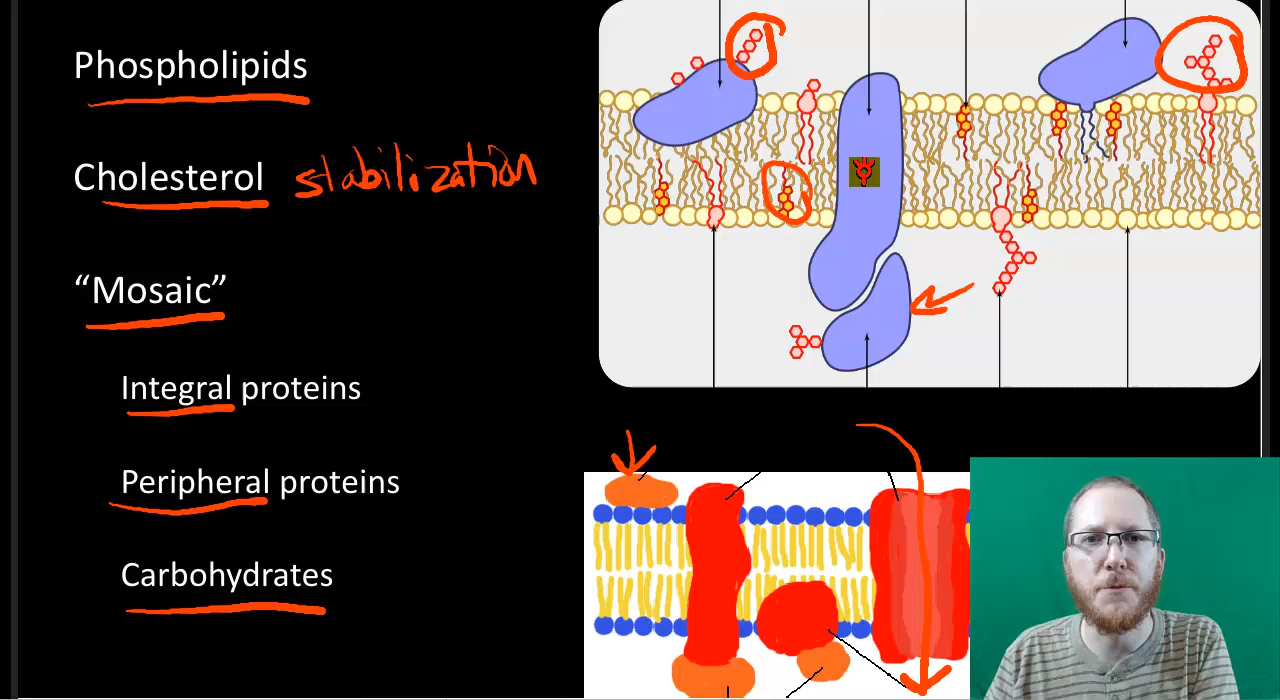 Phospholipids
Cholesterol stabilization
“Mosaic”
Integral proteins
Peripheral proteins
Carbohydrates